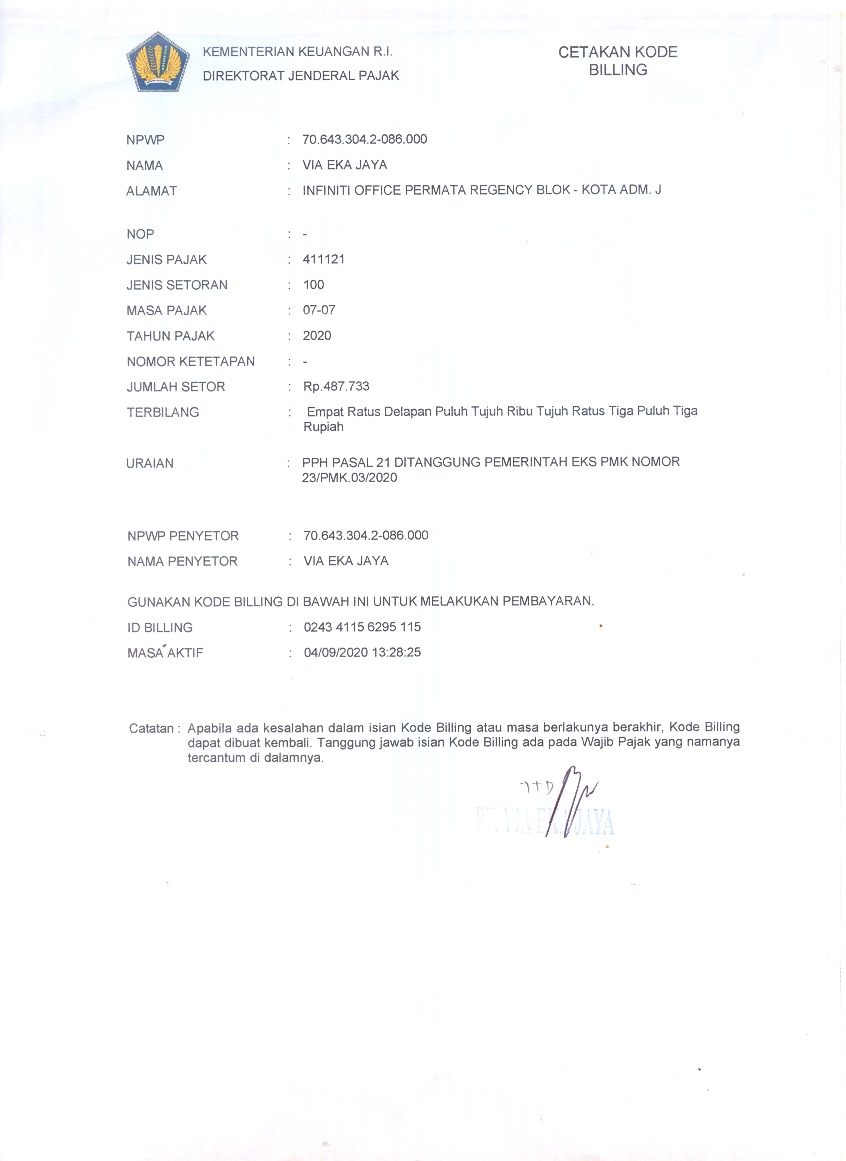 KEMENTERIAN KEUANGAN R.I.
DIREKTORAT JENDERAL PAJAK
CETAKAN KODE
BILLING
NPWP : 70.643.304.2-086.000
NAMA : VIA EKA JAYA
ALAMAT : INFINITI OFFICE PERMATA REGENCY BLOK - KOTA ADM. J
NOP : -
JENIS PAJAK : 411121
JENIS SETORAN : 100
MASA PAJAK : 07-07
TAHUN PAJAK : 2020
NOMOR KETETAPAN : -
JUMLAH SETOR : Rp.487.733
TERBILANG : Empat Ratus Delapan Puluh Tujuh Ribu Tujuh Ratus Tiga Puluh Tiga
Rupiah
URAIAN : PPH PASAL 21 DITANGGUNG PEMERINTAH EKS PMK NOMOR
23/PMK.03/2020
NPWP PENYETOR : 70.643.304.2-086.000
NAMA PENYETOR : VIA EKA JAYA
GUNAKAN KODE BILLING DI BAWAH INI UNTUK MELAKUKAN PEMBAYARAN.
ID BILLING : 0243 4115 6295 115
MASA AKTIF : 04/09/2020 13:28:25
Catatan : Apabila ada kesalahan dalam isian Kode Billing atau masa berlakunya berakhir, Kode Billing
dapat dibuat kembali. Tanggung jawab isian Kode Billing ada pada Wajib Pajak yang namanya
tercantum di dalamnya.
TTD
PT. VIA EKA JAYA